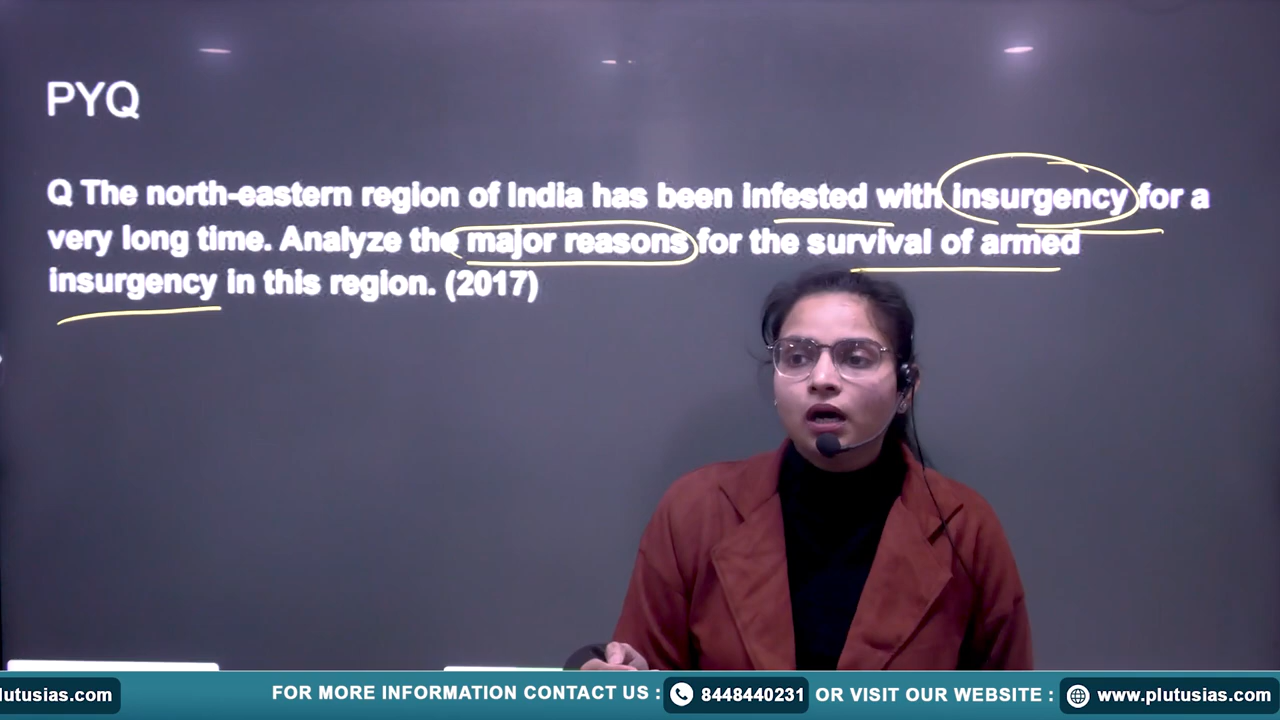 PYQ
Q The north-eastern region of India has been infested with insurgency for a
very long time. Analyze the major reasons for the survival of armed
insurgency in this region. (2017)
lutusias.com FOR MORE INFORMATION CONTACT US : 8448440231 OR VISIT OUR WEBSITE : www.plutusias.com